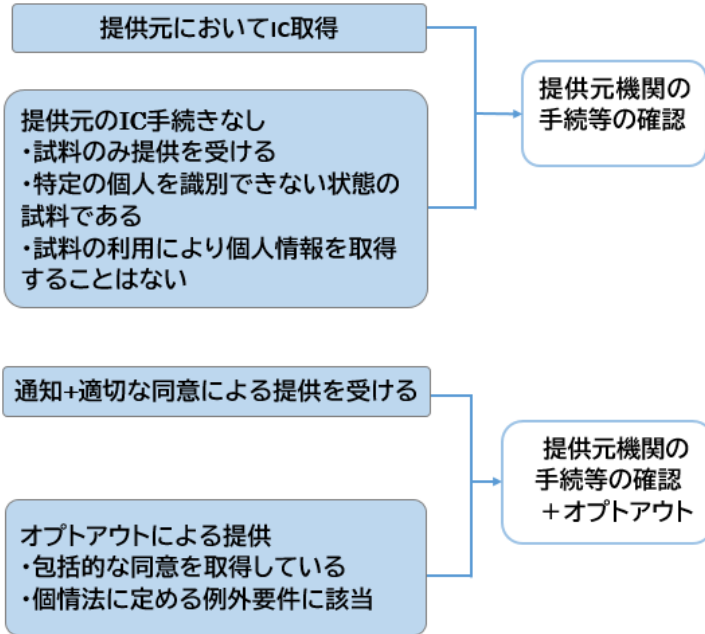 提供元においてIC取得
提供元機関の
手続等の確認
提供元のIC手続きなし
・試料のみ提供を受ける
・特定の個人を識別できない状態の
試料である
・試料の利用により個人情報を取得
することはない
通知+適切な同意による提供を受ける
提供元機関の
手続等の確認
＋オプトアウト
オプトアウトによる提供
・包括的な同意を取得している
・個情法に定める例外要件に該当